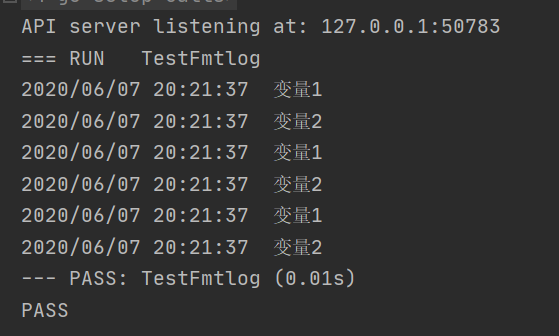 API server listening at: 127.0.0.1:50783
=== RUN   TestFmtlog
2020/06/07 20:21:37  变量1
2020/06/07 20:21:37  变量2
2020/06/07 20:21:37  变量1
2020/06/07 20:21:37  变量2
2020/06/07 20:21:37  变量1
2020/06/07 20:21:37  变量2
--- PASS: TestFmtlog (0.01s)
PASS